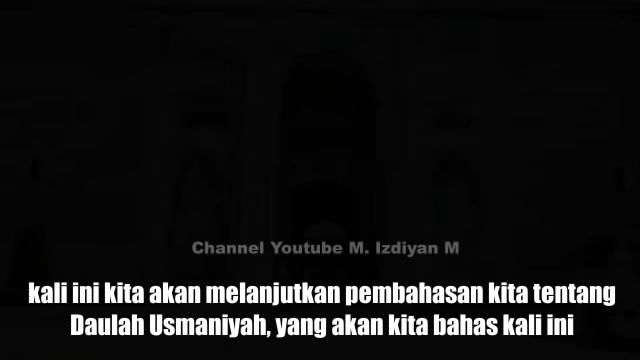 Channel Youtube M. Izdiyan M
kali ini kita akan melanjutkan pembahasan kita tentang
Daulah Usmaniyah, yang akan kita bahas kali ini